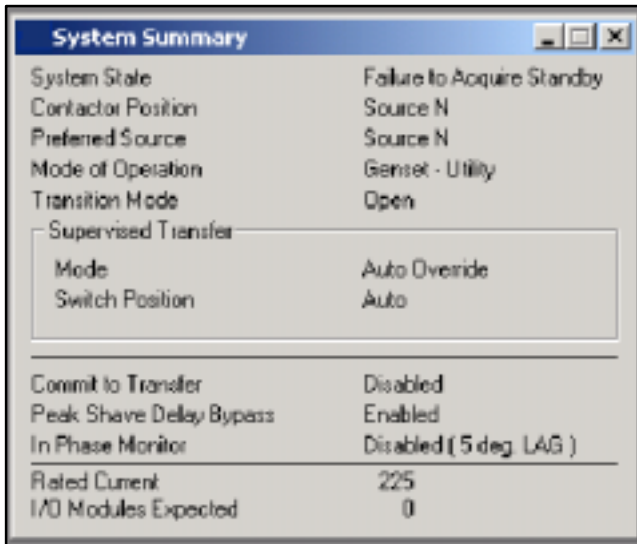 System Summary
System State Failure to Acquire Standby
Contactor Position Source N
Preferred Source Source N
Mode of Operation Genset - Utility
Transition Mode Open
Supervised Transfer
Mode Auto Override
Switch Position Auto
Commit to Transfer Disabled
Peak Shave Delay Bypass Enabled
In Phase Monitor Disabled ( 5 deg. LAG )
Rated Current 225
I/O Modules Expected 0